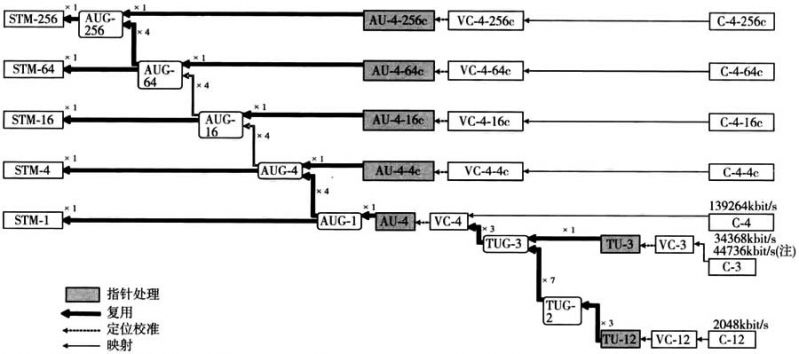 STM-256 ×1 AUG-256 ×1 AU-4-256c VC-4-256c C-4-256c
×4
STM-64 ×1 AUG-64 ×1 AU-4-64c VC-4-64c C-4-64c
×4
STM-16 ×1 AUG-16 ×1 AU-4-16c VC-4-16c C-4-16c
×4
STM-4 ×1 AUG-4 ×1 AU-4-4c VC-4-4c C-4-4c
×4
139264kbit/s
STM-1 ×1 AUG-1 ×1 AU-4 VC-4 C-4
×3
34368kbit/s
TUG-3 ×1 TU-3 VC-3 44736kbit/s(注)
C-3
指针处理
×7
复用
TUG-2
定位校准
×3
2048kbit/s
映射
TU-12 VC-12 C-12